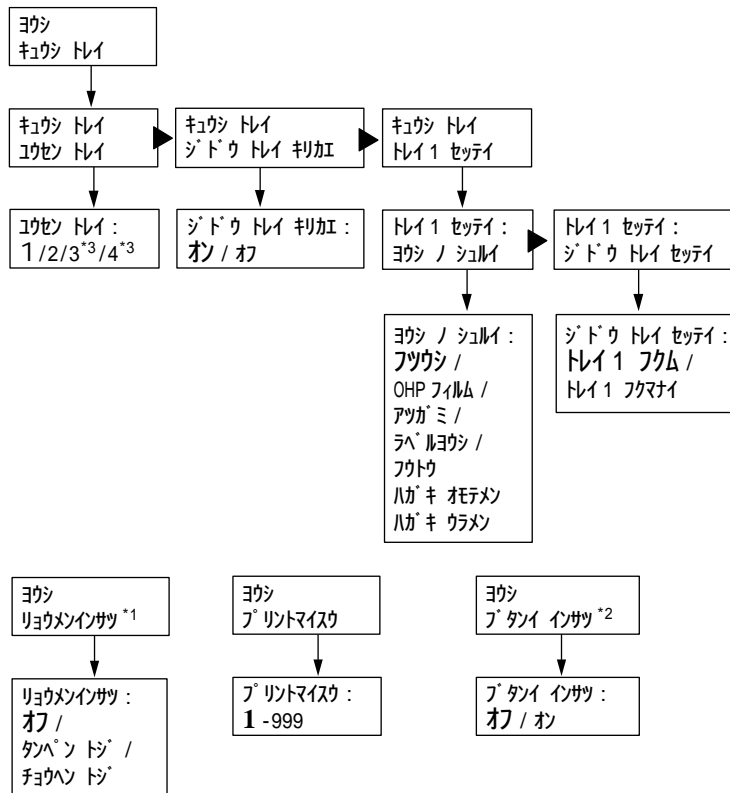 ﾖｳｼ
ｷｭｳｼ ﾄﾚｲ
ｷｭｳｼ ﾄﾚｲ
ﾕｳｾﾝ ﾄﾚｲ
ｷｭｳｼ ﾄﾚｲ
ｼﾞﾄﾞｳ ﾄﾚｲ ｷﾘｶｴ
ｷｭｳｼ ﾄﾚｲ
ﾄﾚｲ 1 ｾｯﾃｲ
ﾕｳｾﾝ ﾄﾚｲ :
1/2/3*3/4*3
ｼﾞﾄﾞｳ ﾄﾚｲ ｷﾘｶｴ :
ｵﾝ / ｵﾌ
ﾄﾚｲ 1 ｾｯﾃｲ :
ﾖｳｼ ﾉ ｼｭﾙｲ
ﾄﾚｲ 1 ｾｯﾃｲ :
ｼﾞﾄﾞｳ ﾄﾚｲ ｾｯﾃｲ
ﾖｳｼ ﾉ ｼｭﾙｲ :
ﾌﾂｳｼ /
OHP ﾌｨﾙﾑ /
ｱﾂｶﾞﾐ /
ﾗﾍﾞﾙﾖｳｼ /
ﾌｳﾄｳ
ﾊｶﾞｷ ｵﾓﾃﾒﾝ
ﾊｶﾞｷ ｳﾗﾒﾝ
ｼﾞﾄﾞｳ ﾄﾚｲ ｾｯﾃｲ :
ﾄﾚｲ 1 ﾌｸﾑ /
ﾄﾚｲ 1 ﾌｸﾏﾅｲ
ﾖｳｼ
ﾘｮｳﾒﾝｲﾝｻﾂ *1
ﾖｳｼ
ﾌﾟﾘﾝﾄﾏｲｽｳ
ﾖｳｼ
ﾌﾞﾀﾝｲ ｲﾝｻﾂ *2
ﾘｮｳﾒﾝｲﾝｻﾂ :
ｵﾌ /
ﾀﾝﾍﾟﾝ ﾄｼﾞ /
ﾁｮｳﾍﾝ ﾄｼﾞ
ﾌﾟﾘﾝﾄﾏｲｽｳ :
1 -999
ﾌﾞﾀﾝｲ ｲﾝｻﾂ :
ｵﾌ / ｵﾝ